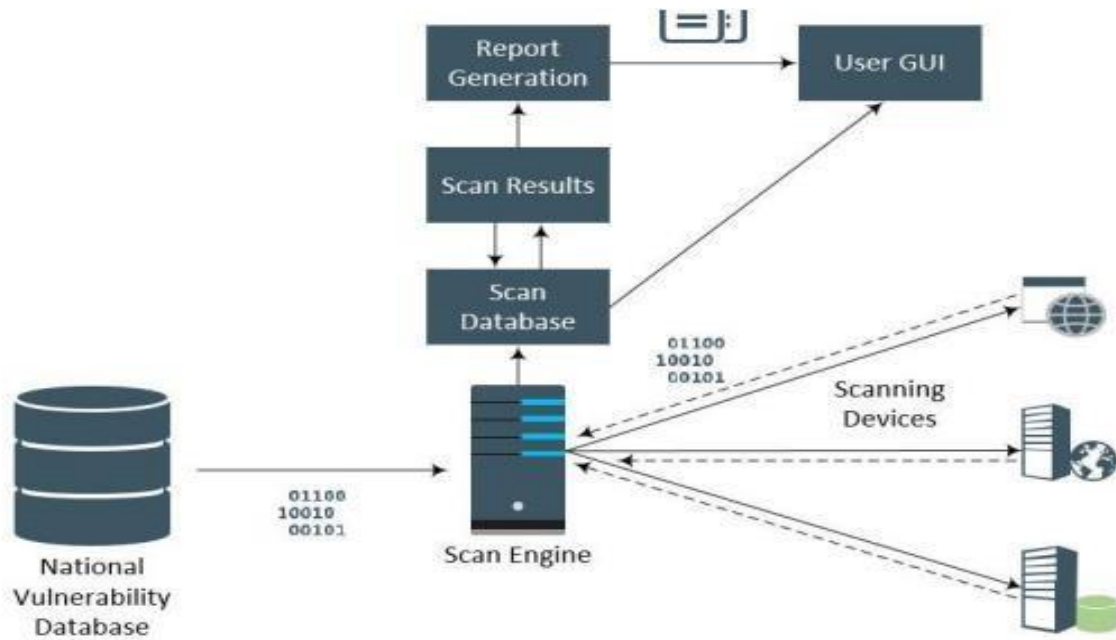 Report
Generation
User GUI
Scan Results
Scan
Database
01100
10010
00101
Scanning
Devices
01100
10010
00101
Scan Engine
National
Vulnerability
Database